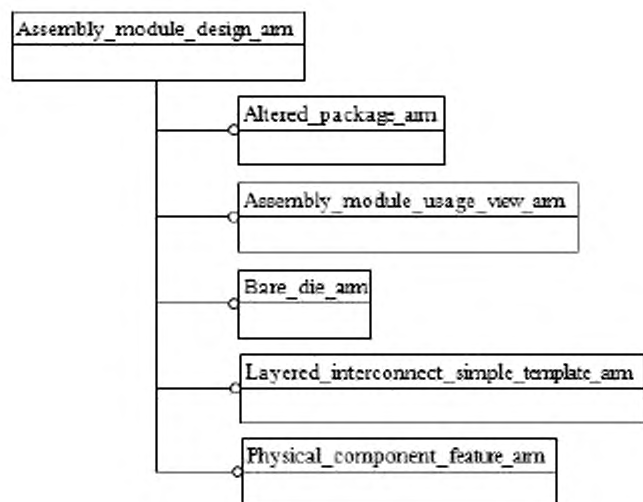 Assembly_module_design_arm
Altered_package_arm
Assembly_module_usage_view_arm
Bare_die_arm
Layered_interconnect_simple_template_arm
Physical_component_feature_arm